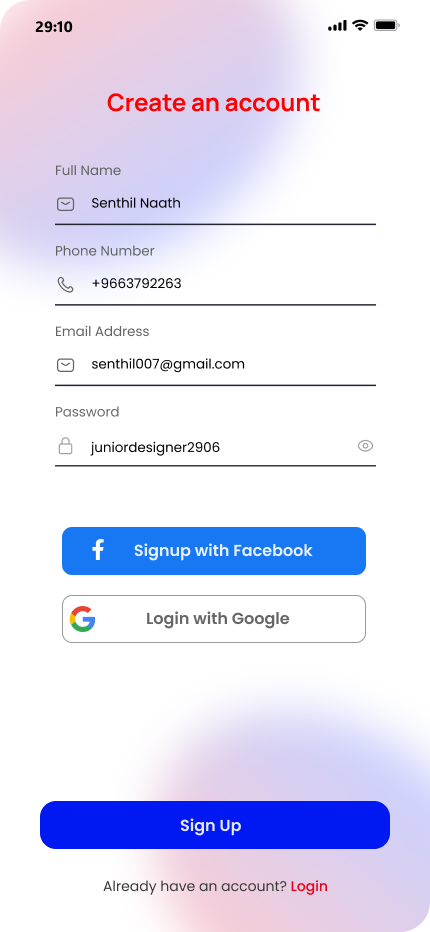 29:10
Create an account
Full Name
Senthil Naath
Phone Number
+9663792263
Email Address
senthil007@gmail.com
Password
juniordesigner2906
Signup with Facebook
Login with Google
Sign Up
Already have an account? Login